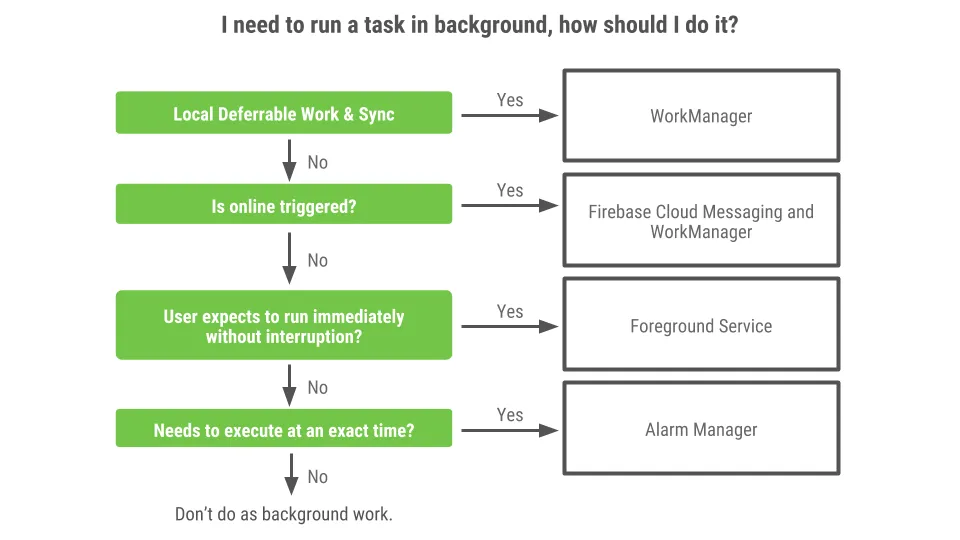 I need to run a task in background, how should I do it?
Local Deferrable Work & Sync
Yes
WorkManager
No
Is online triggered?
Yes
Firebase Cloud Messaging and
WorkManager
No
User expects to run immediately
without interruption?
Yes
Foreground Service
No
Needs to execute at an exact time?
Yes
Alarm Manager
No
Don't do as background work.